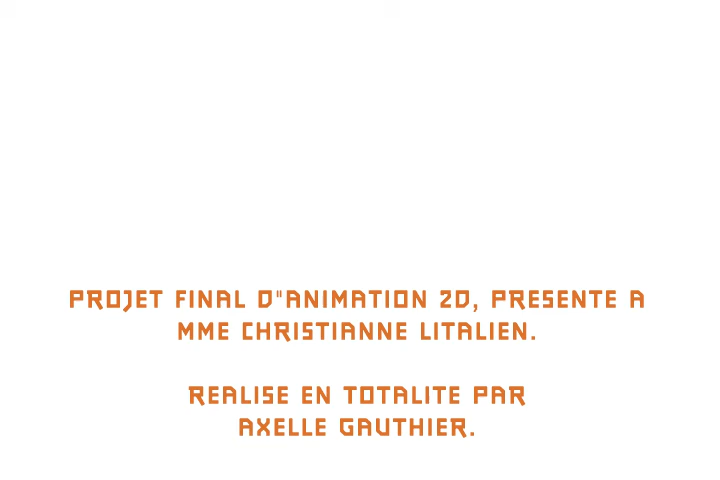 PROJET FINAL D"ANIMATION 2D, PRESENTE A
MME CHRISTIANNE LITALIEN.
REALISE EN TOTALITE PAR
AXELLE GAUTHIER.